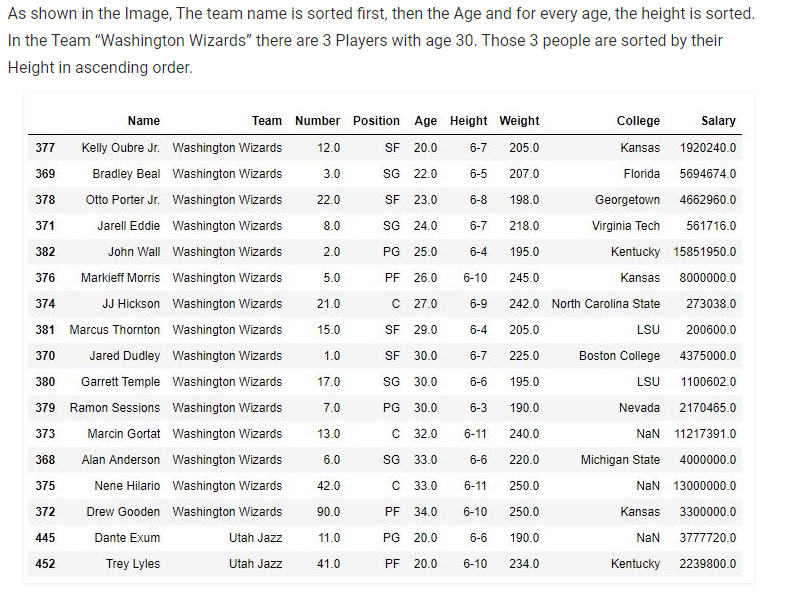 As shown in the Image, The team name is sorted first, then the Age and for every age, the height is sorted.
In the Team “Washington Wizards” there are 3 Players with age 30. Those 3 people are sorted by their
Height in ascending order.
Name Team Number Position Age Height Weight College Salary
377 Kelly Oubre Jr. Washington Wizards 12.0 SF 20.0 6-7 205.0 Kansas 1920240.0
369 Bradley Beal Washington Wizards 3.0 SG 22.0 6-5 207.0 Florida 5694674.0
378 Otto Porter Jr. Washington Wizards 22.0 SF 23.0 6-8 198.0 Georgetown 4662960.0
371 Jarell Eddie Washington Wizards 8.0 SG 24.0 6-7 218.0 Virginia Tech 561716.0
382 John Wall Washington Wizards 2.0 PG 25.0 6-4 195.0 Kentucky 15851950.0
376 Markieff Morris Washington Wizards 5.0 PF 26.0 6-10 245.0 Kansas 8000000.0
374 JJ Hickson Washington Wizards 21.0 C 27.0 6-9 242.0 North Carolina State 273038.0
381 Marcus Thornton Washington Wizards 15.0 SF 29.0 6-4 205.0 LSU 200600.0
370 Jared Dudley Washington Wizards 1.0 SF 30.0 6-7 225.0 Boston College 4375000.0
380 Garrett Temple Washington Wizards 17.0 SG 30.0 6-6 195.0 LSU 1100602.0
379 Ramon Sessions Washington Wizards 7.0 PG 30.0 6-3 190.0 Nevada 2170465.0
373 Marcin Gortat Washington Wizards 13.0 C 32.0 6-11 240.0 NaN 11217391.0
368 Alan Anderson Washington Wizards 6.0 SG 33.0 6-6 220.0 Michigan State 4000000.0
375 Nene Hilario Washington Wizards 42.0 C 33.0 6-11 250.0 NaN 13000000.0
372 Drew Gooden Washington Wizards 90.0 PF 34.0 6-10 250.0 Kansas 3300000.0
445 Dante Exum Utah Jazz 11.0 PG 20.0 6-6 190.0 NaN 3777720.0
452 Trey Lyles Utah Jazz 41.0 PF 20.0 6-10 234.0 Kentucky 2239800.0